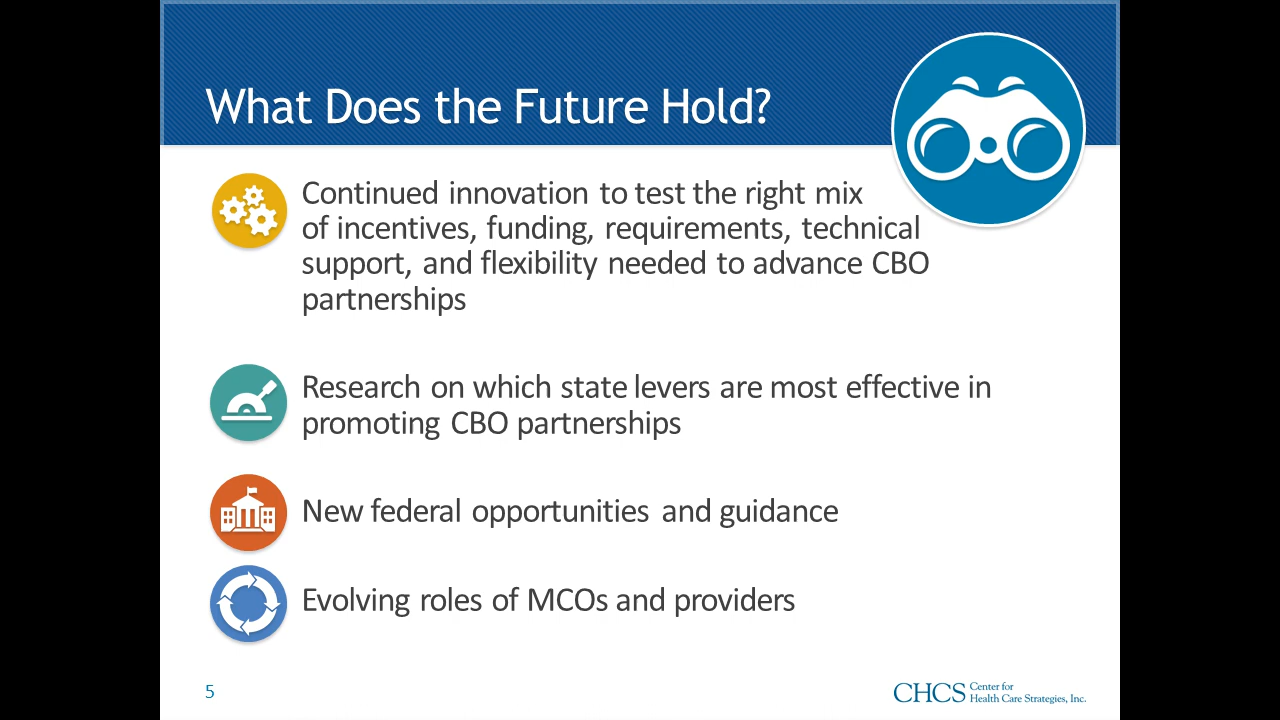 What Does the Future Hold?
Continued innovation to test the right mix
of incentives, funding, requirements, technical
support, and flexibility needed to advance CBO
partnerships
Research on which state levers are most effective in
promoting CBO partnerships
New federal opportunities and guidance
Evolving roles of MCOs and providers
5
CHCS Center for
Health Care Strategies, Inc.